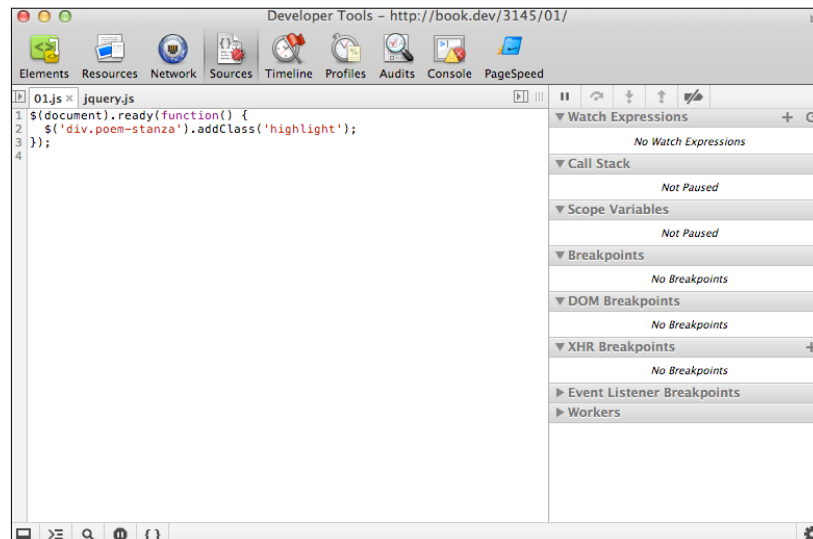 Developer Tools – http://book.dev/3145/01/
Elements Resources Network Sources Timeline Profiles Audits Console PageSpeed
01.js × jquery.js
1 $(document).ready(function() {
2   $('div.poem-stanza').addClass('highlight');
3 });
4
Watch Expressions +
No Watch Expressions
Call Stack
Not Paused
Scope Variables
Not Paused
Breakpoints
No Breakpoints
DOM Breakpoints
No Breakpoints
XHR Breakpoints +
No Breakpoints
Event Listener Breakpoints
Workers
{ }